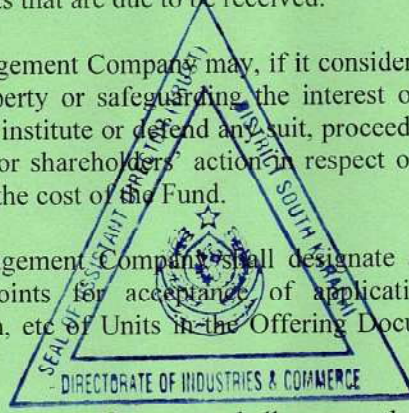 s that are due to be received.
gement Company may, if it consider
perty or safeguarding the interest o
institute or defend any suit, proceed
or shareholders' action in respect o
the cost of the Fund.
gement Company shall designate
oints for acceptance of applicati
n, etc of Units in the Offering Docu
SEAL OF ASSISTANT DIRECTOR (TRUST)
DISTRICT SOUTH KARACHI
DIRECTORATE OF INDUSTRIES & COMMERCE